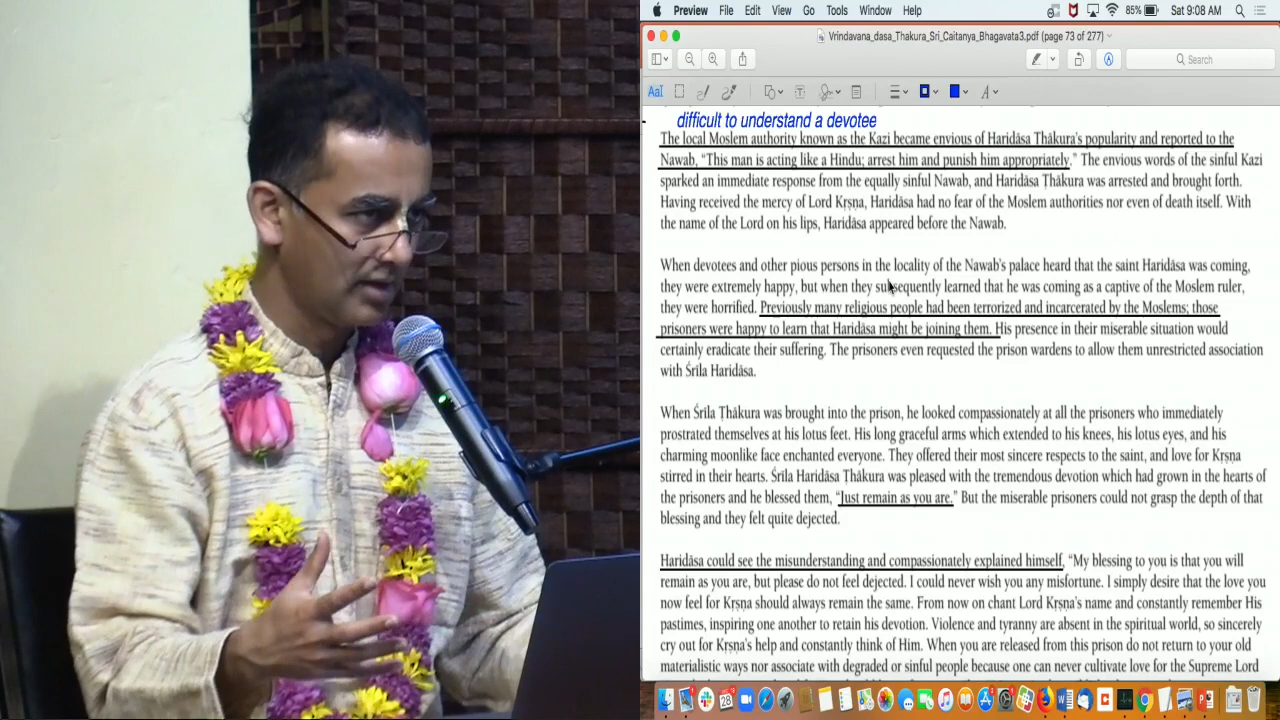 Preview File Edit View Go Tools Window Help 85% Sat 9:08 AM
Vrindavana_dasa_Thakura_Sri_Caitanya_Bhagavata3.pdf (page 73 of 277)
Search
difficult to understand a devotee
The local Moslem authority known as the Kazi became envious of Haridāsa Thākura's popularity and reported to the
Nawab, “This man is acting like a Hindu; arrest him and punish him appropriately.” The envious words of the sinful Kazi
sparked an immediate response from the equally sinful Nawab, and Haridāsa Ṭhākura was arrested and brought forth.
Having received the mercy of Lord Kṛṣṇa, Haridāsa had no fear of the Moslem authorities nor even of death itself. With
the name of the Lord on his lips, Haridāsa appeared before the Nawab.
When devotees and other pious persons in the locality of the Nawab's palace heard that the saint Haridāsa was coming,
they were extremely happy, but when they subsequently learned that he was coming as a captive of the Moslem ruler,
they were horrified. Previously many religious people had been terrorized and incarcerated by the Moslems; those
prisoners were happy to learn that Haridāsa might be joining them. His presence in their miserable situation would
certainly eradicate their suffering. The prisoners even requested the prison wardens to allow them unrestricted association
with Śrīla Haridāsa.
When Śrīla Thākura was brought into the prison, he looked compassionately at all the prisoners who immediately
prostrated themselves at his lotus feet. His long graceful arms which extended to his knees, his lotus eyes, and his
charming moonlike face enchanted everyone. They offered their most sincere respects to the saint, and love for Kṛṣṇa
stirred in their hearts. Śrīla Haridāsa Ṭhākura was pleased with the tremendous devotion which had grown in the hearts of
the prisoners and he blessed them, “Just remain as you are.” But the miserable prisoners could not grasp the depth of that
blessing and they felt quite dejected.
Haridāsa could see the misunderstanding and compassionately explained himself, “My blessing to you is that you will
remain as you are, but please do not feel dejected. I could never wish you any misfortune. I simply desire that the love you
now feel for Kṛṣṇa should always remain the same. From now on chant Lord Kṛṣṇa's name and constantly remember His
pastimes, inspiring one another to retain his devotion. Violence and tyranny are absent in the spiritual world, so sincerely
cry out for Kṛṣṇa's help and constantly think of Him. When you are released from this prison do not return to your old
materialistic ways nor associate with degraded or sinful people because one can never cultivate love for the Supreme Lord